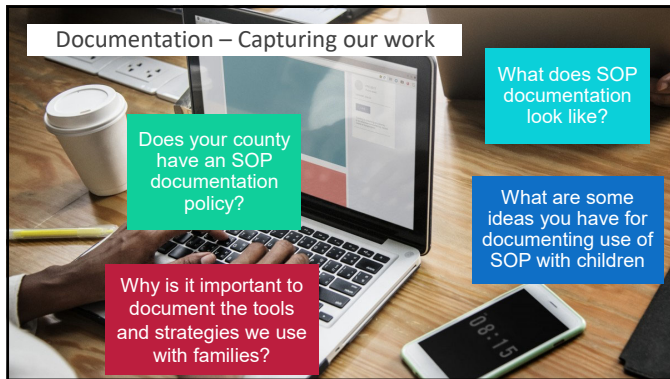 Documentation – Capturing our work
What does SOP
documentation
look like?
Does your county
have an SOP
documentation
policy?
What are some
ideas you have for
documenting use of
SOP with children
Why is it important to
document the tools
and strategies we use
with families?
08:15